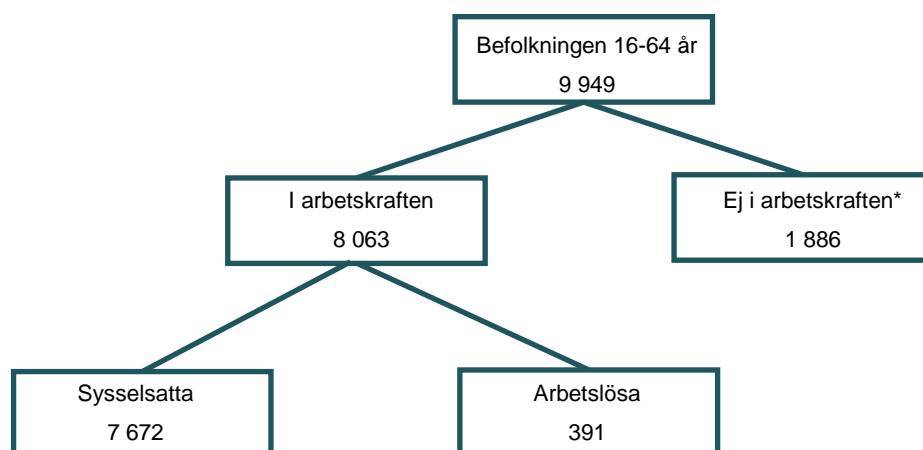 Befolkningen 16-64 år
9 949
I arbetskraften
8 063
Ej i arbetskraften*
1 886
Sysselsatta
7 672
Arbetslösa
391